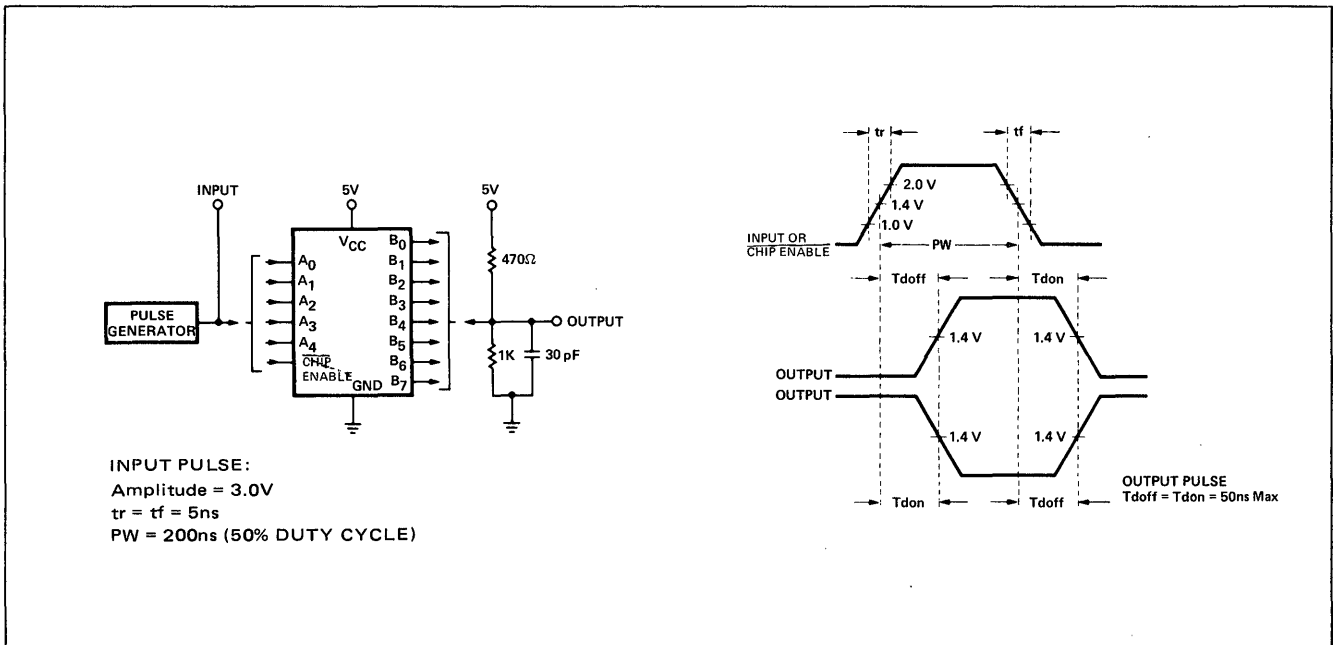 INPUT
5V
5V
VCC
A0
A1
A2
A3
A4
CHIP
ENABLE
GND
B0
B1
B2
B3
B4
B5
B6
B7
PULSE
GENERATOR
470Ω
OUTPUT
1K
30 pF
INPUT PULSE:
Amplitude = 3.0V
tr = tf = 5ns
PW = 200ns (50% DUTY CYCLE)
tr
tf
2.0 V
1.4 V
1.0 V
INPUT OR
CHIP ENABLE
PW
Tdoff
Tdon
1.4 V
1.4 V
OUTPUT
OUTPUT
1.4 V
1.4 V
Tdon
Tdoff
OUTPUT PULSE
Tdoff = Tdon = 50ns Max